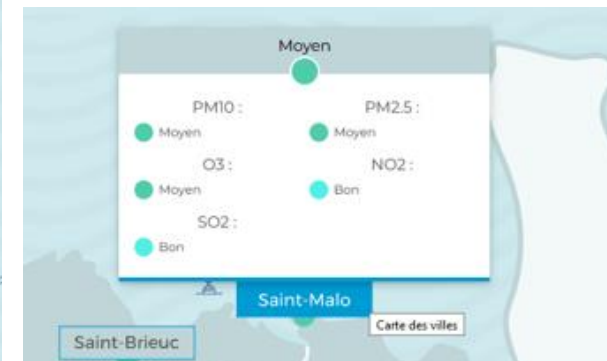 Moyen
PM10 :
PM2.5 :
Moyen
Moyen
O3 :
NO2 :
Moyen
Bon
SO2 :
Bon
Saint-Malo
Carte des villes
Saint-Brieuc